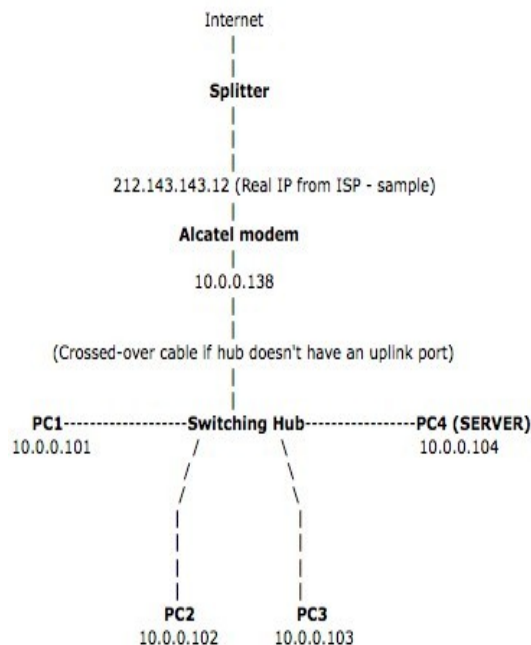 Internet
Splitter
212.143.143.12 (Real IP from ISP - sample)
Alcatel modem
10.0.0.138
(Crossed-over cable if hub doesn't have an uplink port)
PC1 Switching Hub PC4 (SERVER)
10.0.0.101 10.0.0.104
PC2 PC3
10.0.0.102 10.0.0.103